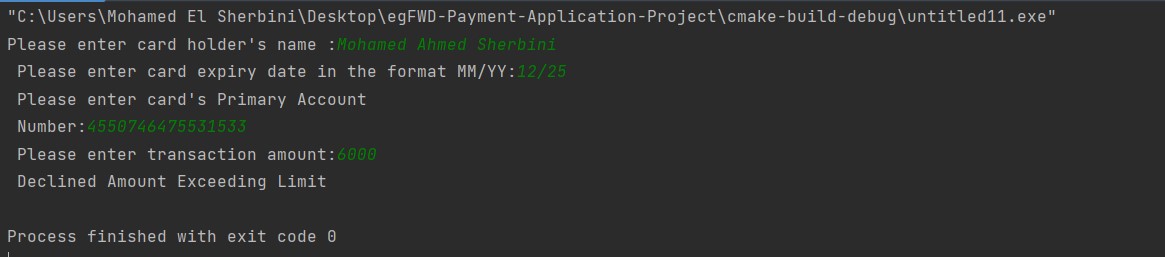 "C:\Users\Mohamed El Sherbini\Desktop\egFWD-Payment-Application-Project\cmake-build-debug\untitled11.exe"
Please enter card holder's name :Mohamed Ahmed Sherbini
Please enter card expiry date in the format MM/YY:12/25
Please enter card's Primary Account
Number:4550746475531533
Please enter transaction amount:6000
Declined Amount Exceeding Limit
Process finished with exit code 0